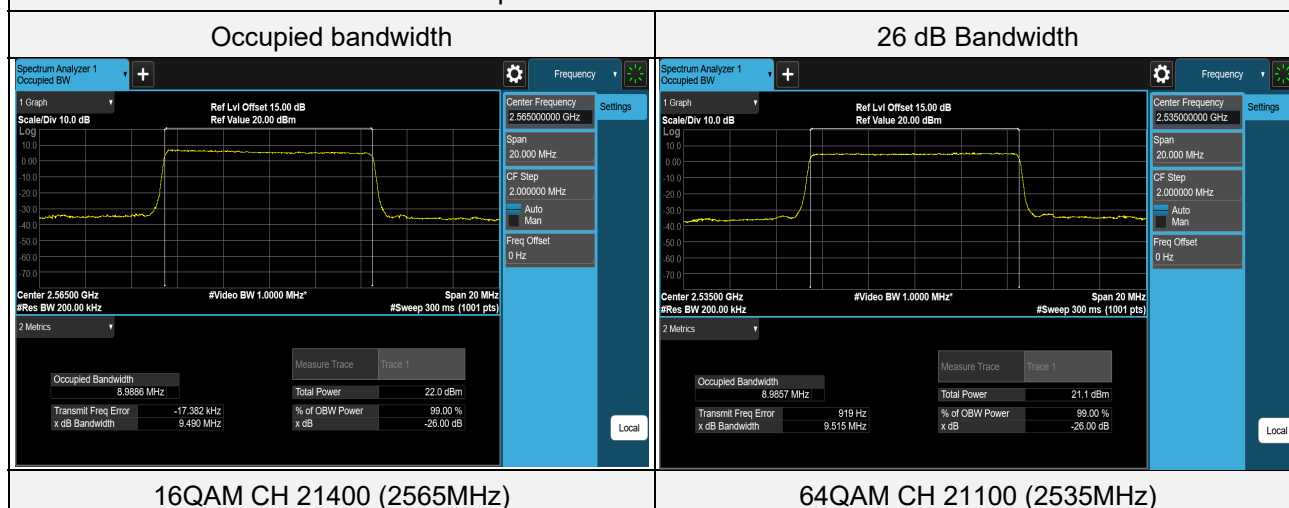 Occupied bandwidth
26 dB Bandwidth
Spectrum Analyzer 1
Occupied BW
+
Frequency
1 Graph
Scale/Div 10.0 dB
Ref Lvl Offset 15.00 dB
Ref Value 20.00 dBm
Log
10.0
0.00
-10.0
-20.0
-30.0
-40.0
-50.0
-60.0
-70.0
Center 2.56500 GHz
#Res BW 200.00 kHz
#Video BW 1.0000 MHz*
Span 20 MHz
#Sweep 300 ms (1001 pts)
Center Frequency
2.565000000 GHz
Settings
Span
20.000 MHz
CF Step
2.000000 MHz
Auto
Man
Freq Offset
0 Hz
Local
2 Metrics
Measure Trace Trace 1
Occupied Bandwidth
8.9886 MHz
Total Power 22.0 dBm
Transmit Freq Error -17.382 kHz
% of OBW Power 99.00 %
x dB Bandwidth 9.490 MHz
x dB -26.00 dB
Spectrum Analyzer 1
Occupied BW
+
Frequency
1 Graph
Scale/Div 10.0 dB
Ref Lvl Offset 15.00 dB
Ref Value 20.00 dBm
Log
10.0
0.00
-10.0
-20.0
-30.0
-40.0
-50.0
-60.0
-70.0
Center 2.53500 GHz
#Res BW 200.00 kHz
#Video BW 1.0000 MHz*
Span 20 MHz
#Sweep 300 ms (1001 pts)
Center Frequency
2.535000000 GHz
Settings
Span
20.000 MHz
CF Step
2.000000 MHz
Auto
Man
Freq Offset
0 Hz
Local
2 Metrics
Measure Trace Trace 1
Occupied Bandwidth
8.9857 MHz
Total Power 21.1 dBm
Transmit Freq Error 919 Hz
% of OBW Power 99.00 %
x dB Bandwidth 9.515 MHz
x dB -26.00 dB
16QAM CH 21400 (2565MHz)
64QAM CH 21100 (2535MHz)